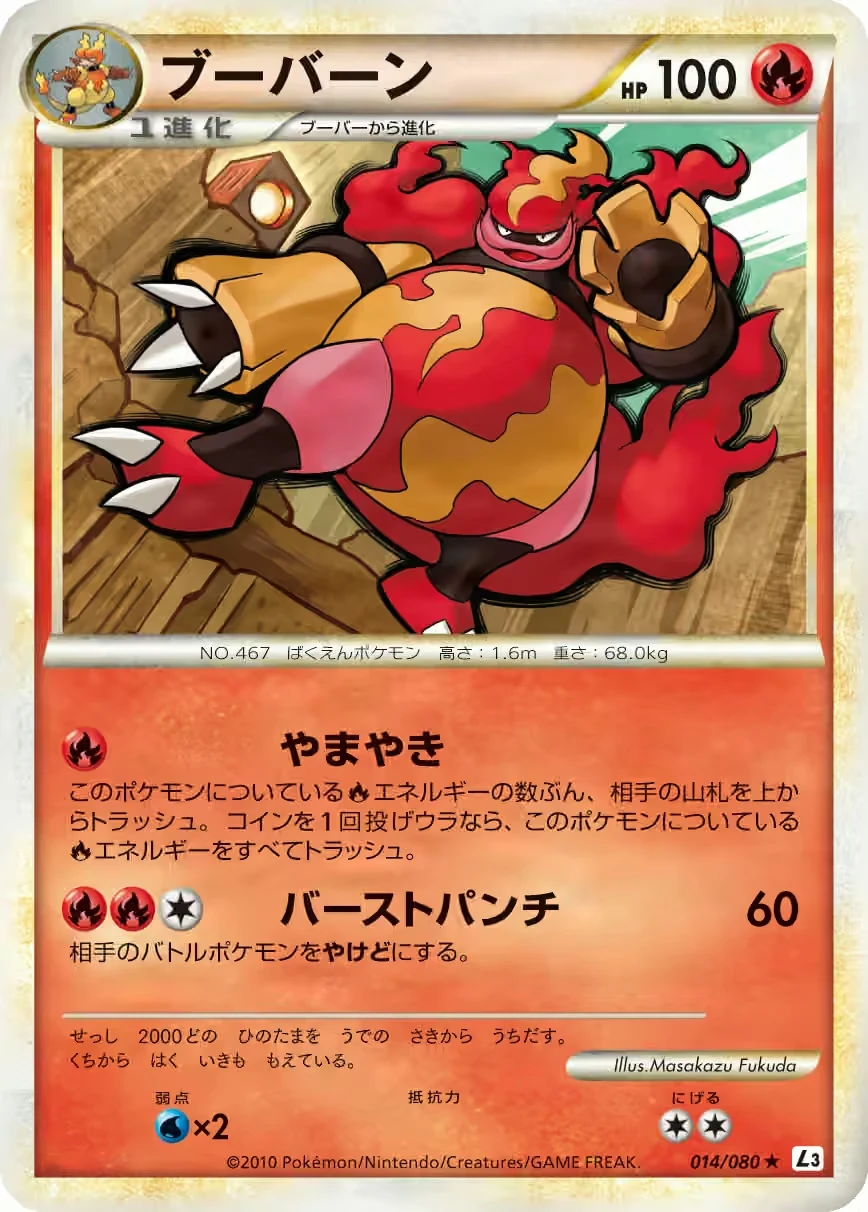 ブーバーン
HP 100
1進化
ブーバーから進化
NO.467 ばくえんポケモン 高さ：1.6m 重さ：68.0kg
やまやき
このポケモンについているエネルギーの数ぶん、相手の山札を上か
らトラッシュ。コインを1回投げウラなら、このポケモンについている
エネルギーをすべてトラッシュ。
バーストパンチ 60
相手のバトルポケモンをやけどにする。
せっし 2000どの ひのたまを うでの さきから うちだす。
くちから はく いきも もえている。
Illus.Masakazu Fukuda
弱点 抵抗力 にげる
×2
©2010 Pokémon/Nintendo/Creatures/GAME FREAK.
014/080 ★ L3